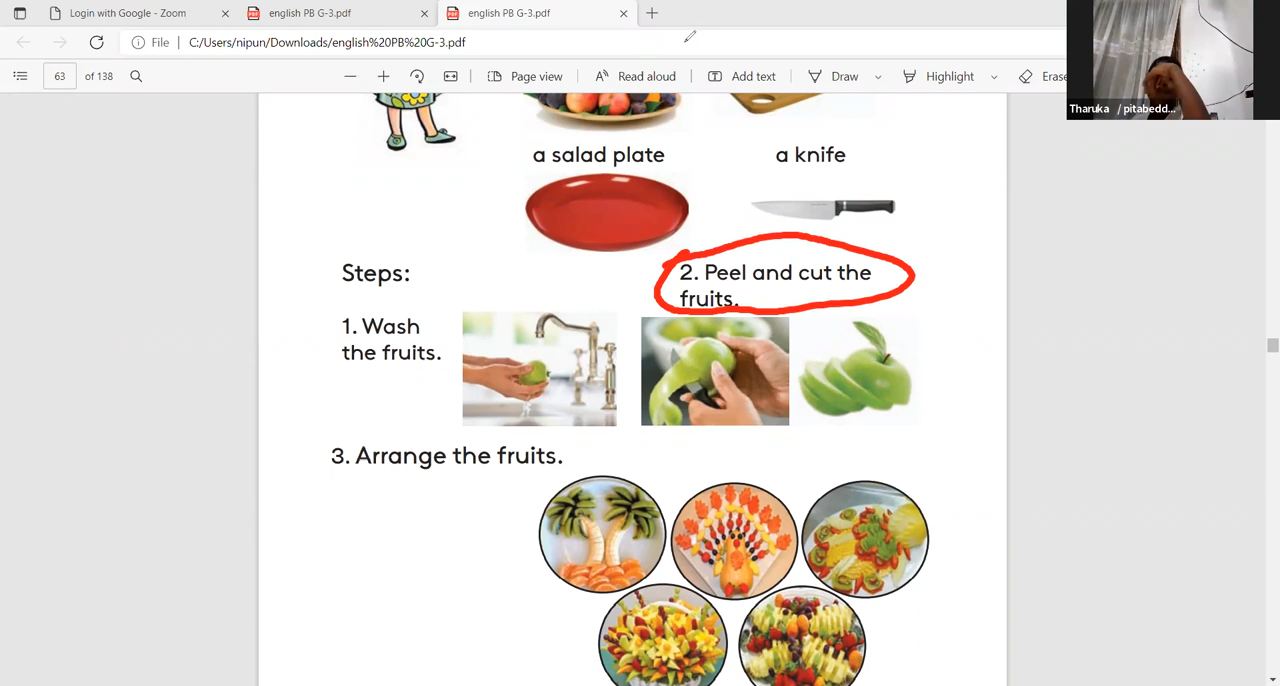 Login with Google - Zoom
english PB G-3.pdf
english PB G-3.pdf
File
C:/Users/nipun/Downloads/english%20PB%20G-3.pdf
63 of 138
Page view
Read aloud
Add text
Draw
Highlight
Erase
Tharuka / pitabedd...
a salad plate
a knife
Steps:
2. Peel and cut the
fruits.
1. Wash
the fruits.
3. Arrange the fruits.